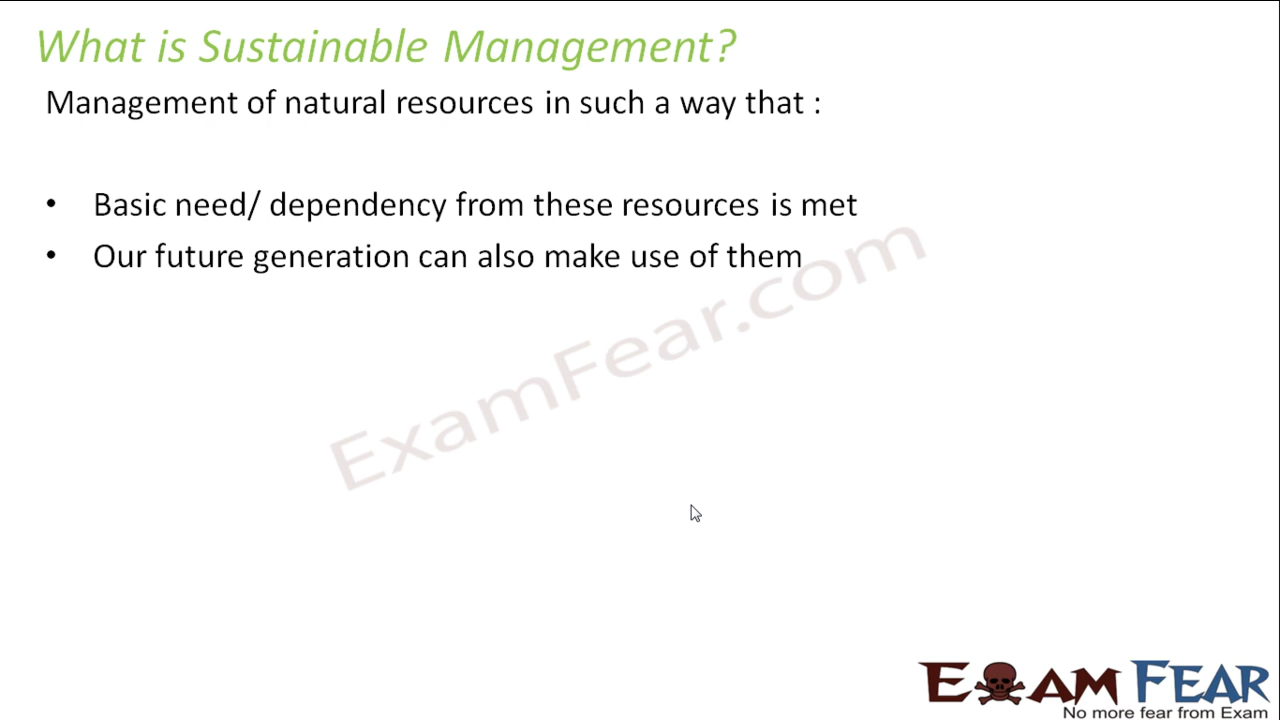 What is Sustainable Management?
Management of natural resources in such a way that :
• Basic need/ dependency from these resources is met
• Our future generation can also make use of them
ExamFear.com
EXAM FEAR
No more fear from Exam